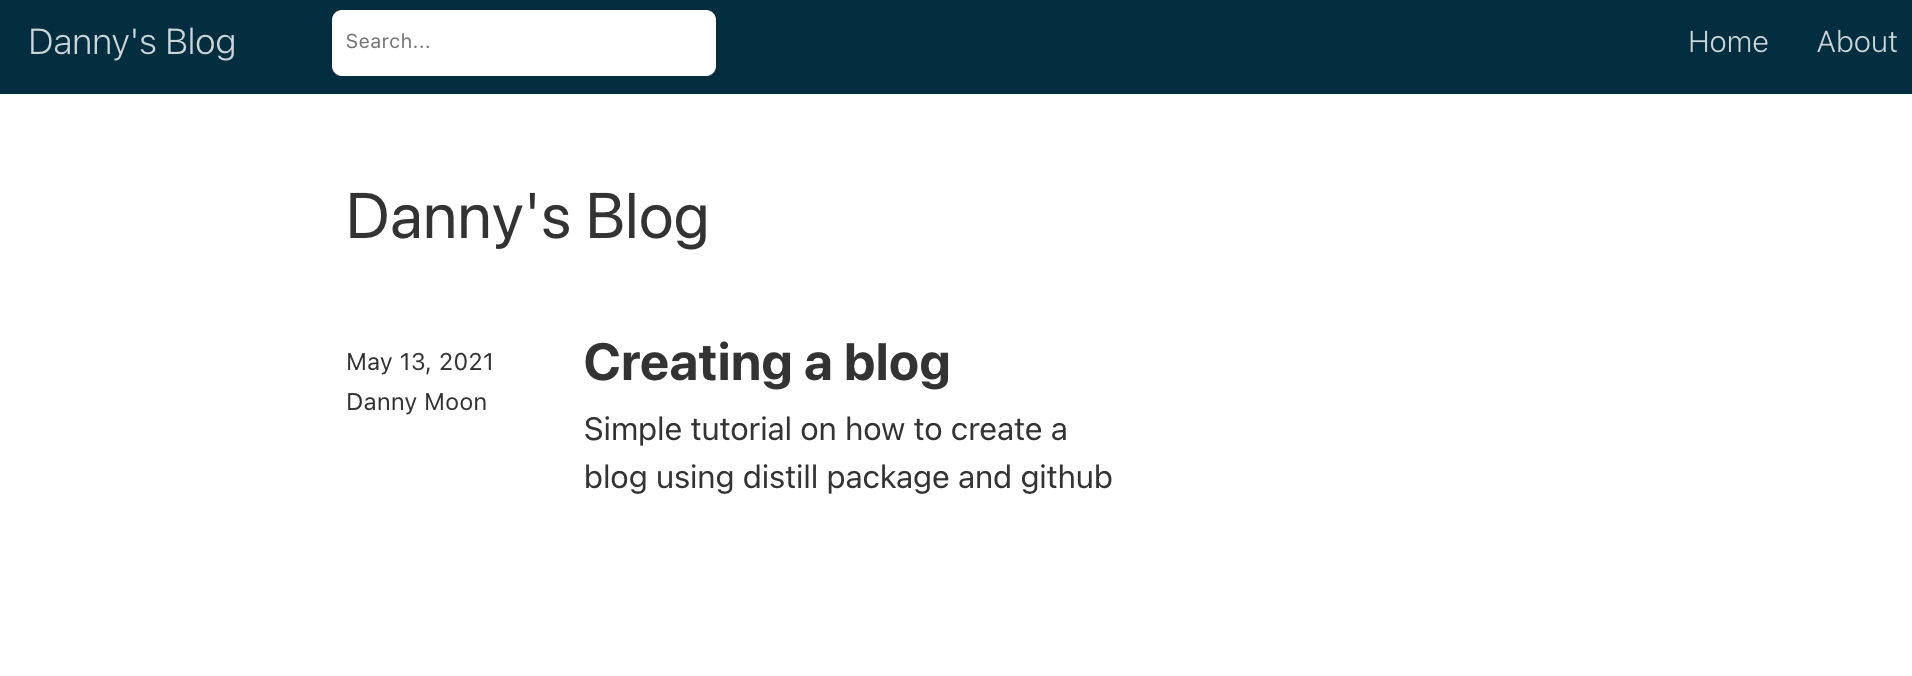 Danny's Blog
Search...
Home
About
Danny's Blog
May 13, 2021
Danny Moon
Creating a blog
Simple tutorial on how to create a
blog using distill package and github